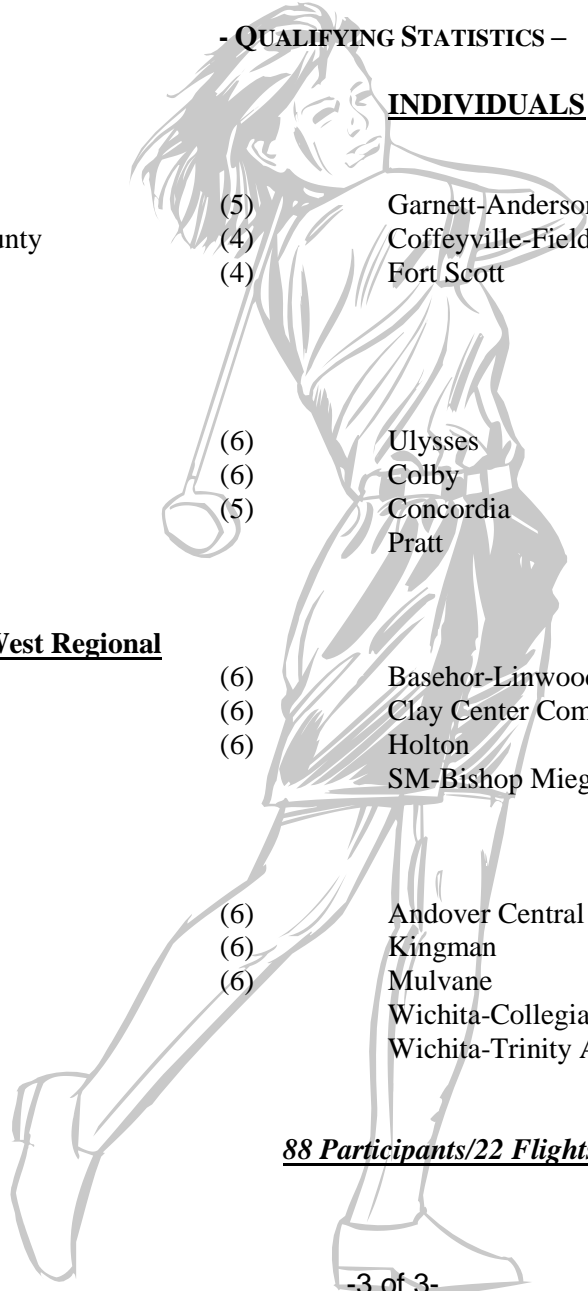 - QUALIFYING STATISTICS –
INDIVIDUALS
(5) Garnett-Anderson
unty (4) Coffeyville-Field
(4) Fort Scott
(6) Ulysses
(6) Colby
(5) Concordia
Pratt
West Regional
(6) Basehor-Linwood
(6) Clay Center Com
(6) Holton
SM-Bishop Mieg
(6) Andover Central
(6) Kingman
(6) Mulvane
Wichita-Collegia
Wichita-Trinity A
88 Participants/22 Flights
-3 of 3-